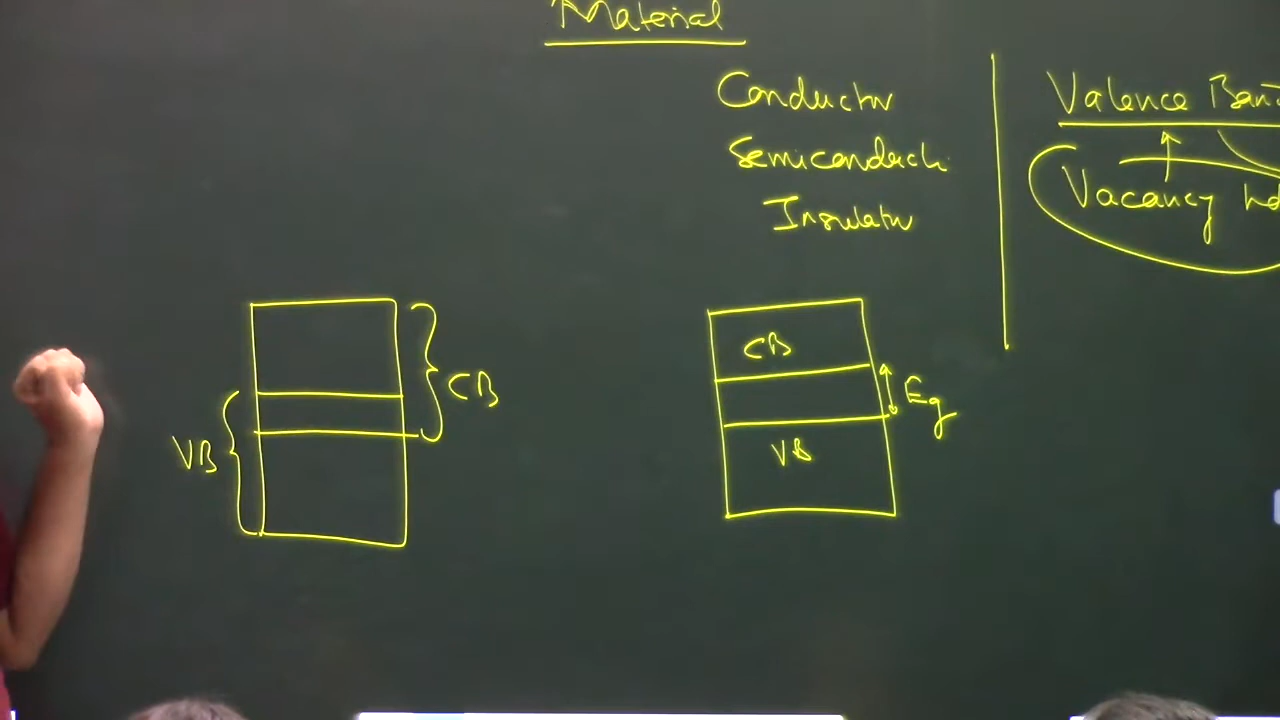 Material
Conductor
Semiconduct
Insulator
Valence Ban
Vacancy
CB
VB
CB
Eg
VB